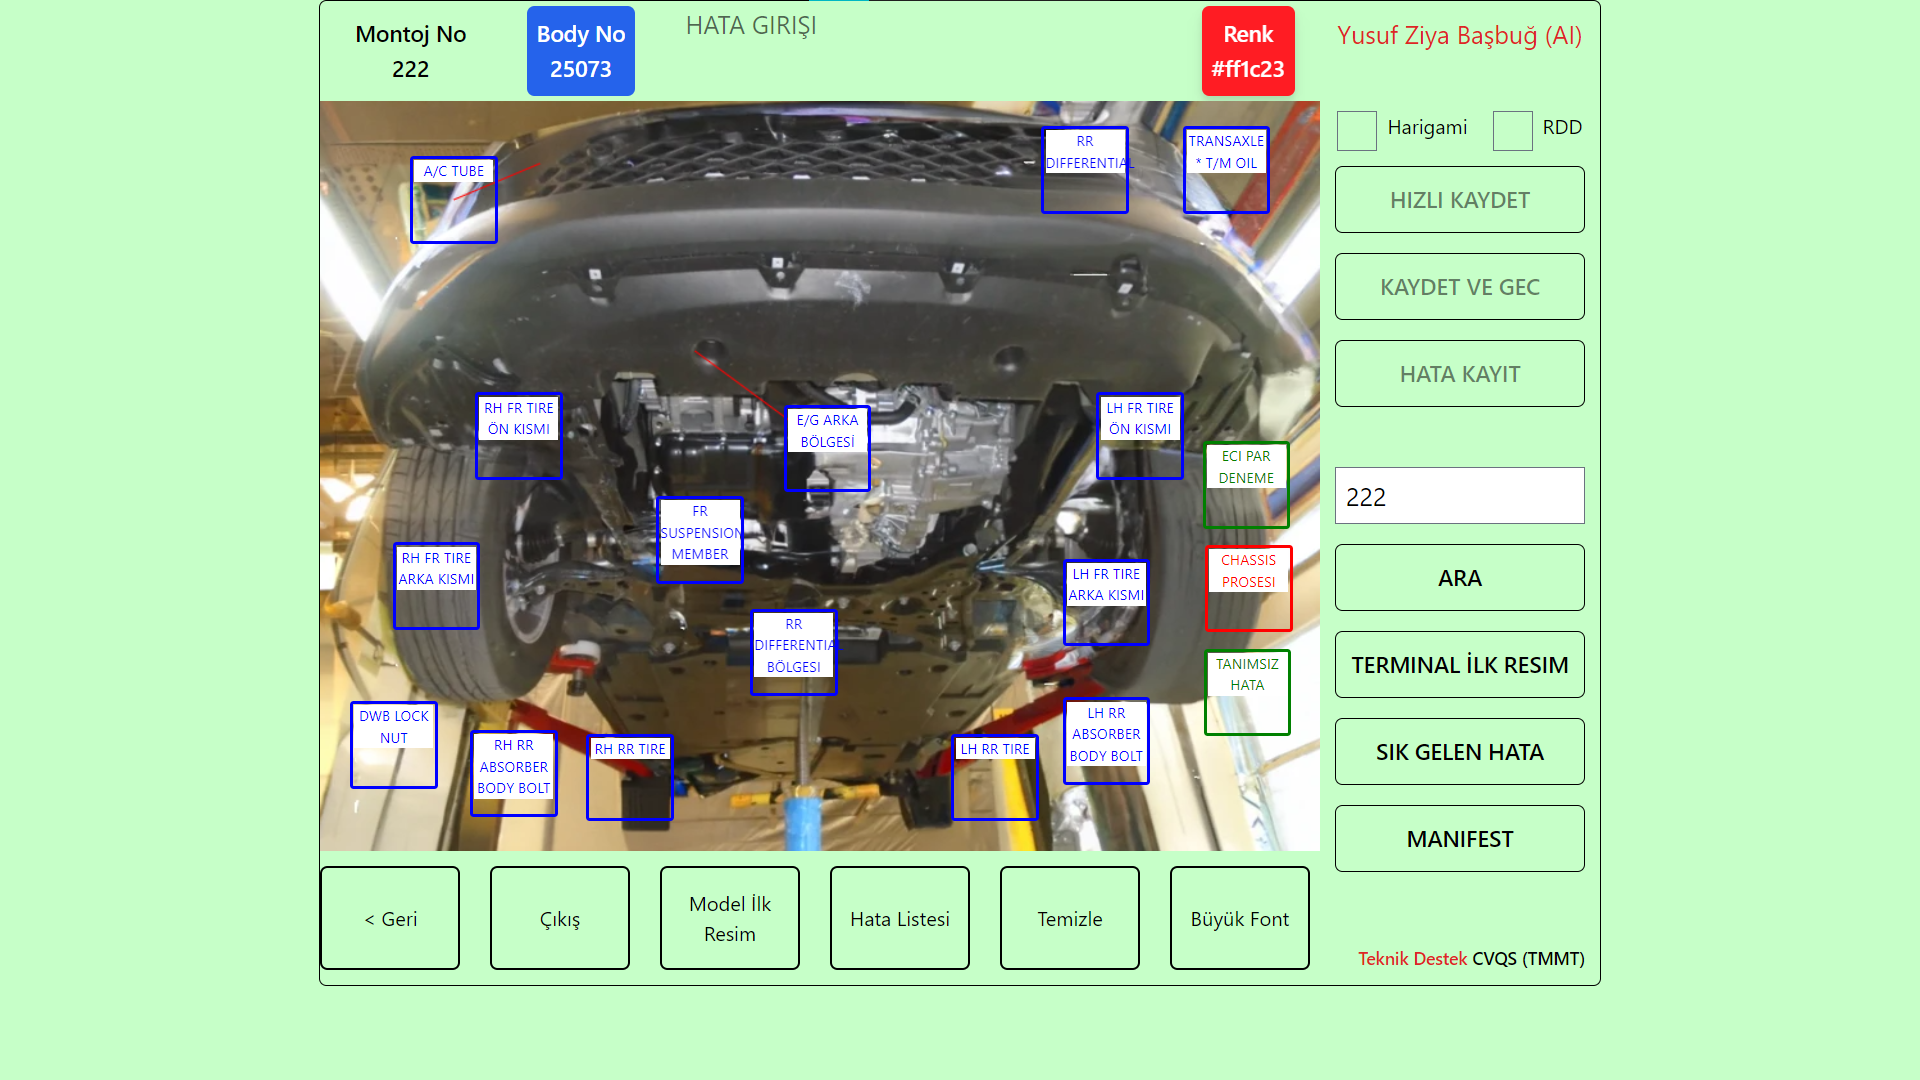 Montoj No
222
Body No
25073
HATA GIRIŞI
Renk
#ff1c23
Yusuf Ziya Başbuğ (AI)
Harigami
RDD
HIZLI KAYDET
KAYDET VE GEC
HATA KAYIT
222
ARA
TERMINAL İLK RESIM
SIK GELEN HATA
MANIFEST
A/C TUBE
RR
DIFFERENTIAL
TRANSAXLE
* T/M OIL
RH FR TIRE
ÖN KISMI
E/G ARKA
BÖLGESİ
LH FR TIRE
ÖN KISMI
ECI PAR
DENEME
FR
SUSPENSION
MEMBER
RH FR TIRE
ARKA KISMI
LH FR TIRE
ARKA KISMI
CHASSIS
PROSESI
RR
DIFFERENTIAL
BÖLGESI
TANIMSIZ
HATA
DWB LOCK
NUT
RH RR
ABSORBER
BODY BOLT
RH RR TIRE
LH RR TIRE
LH RR
ABSORBER
BODY BOLT
< Geri
Çıkış
Model İlk
Resim
Hata Listesi
Temizle
Büyük Font
Teknik Destek CVQS (TMMT)